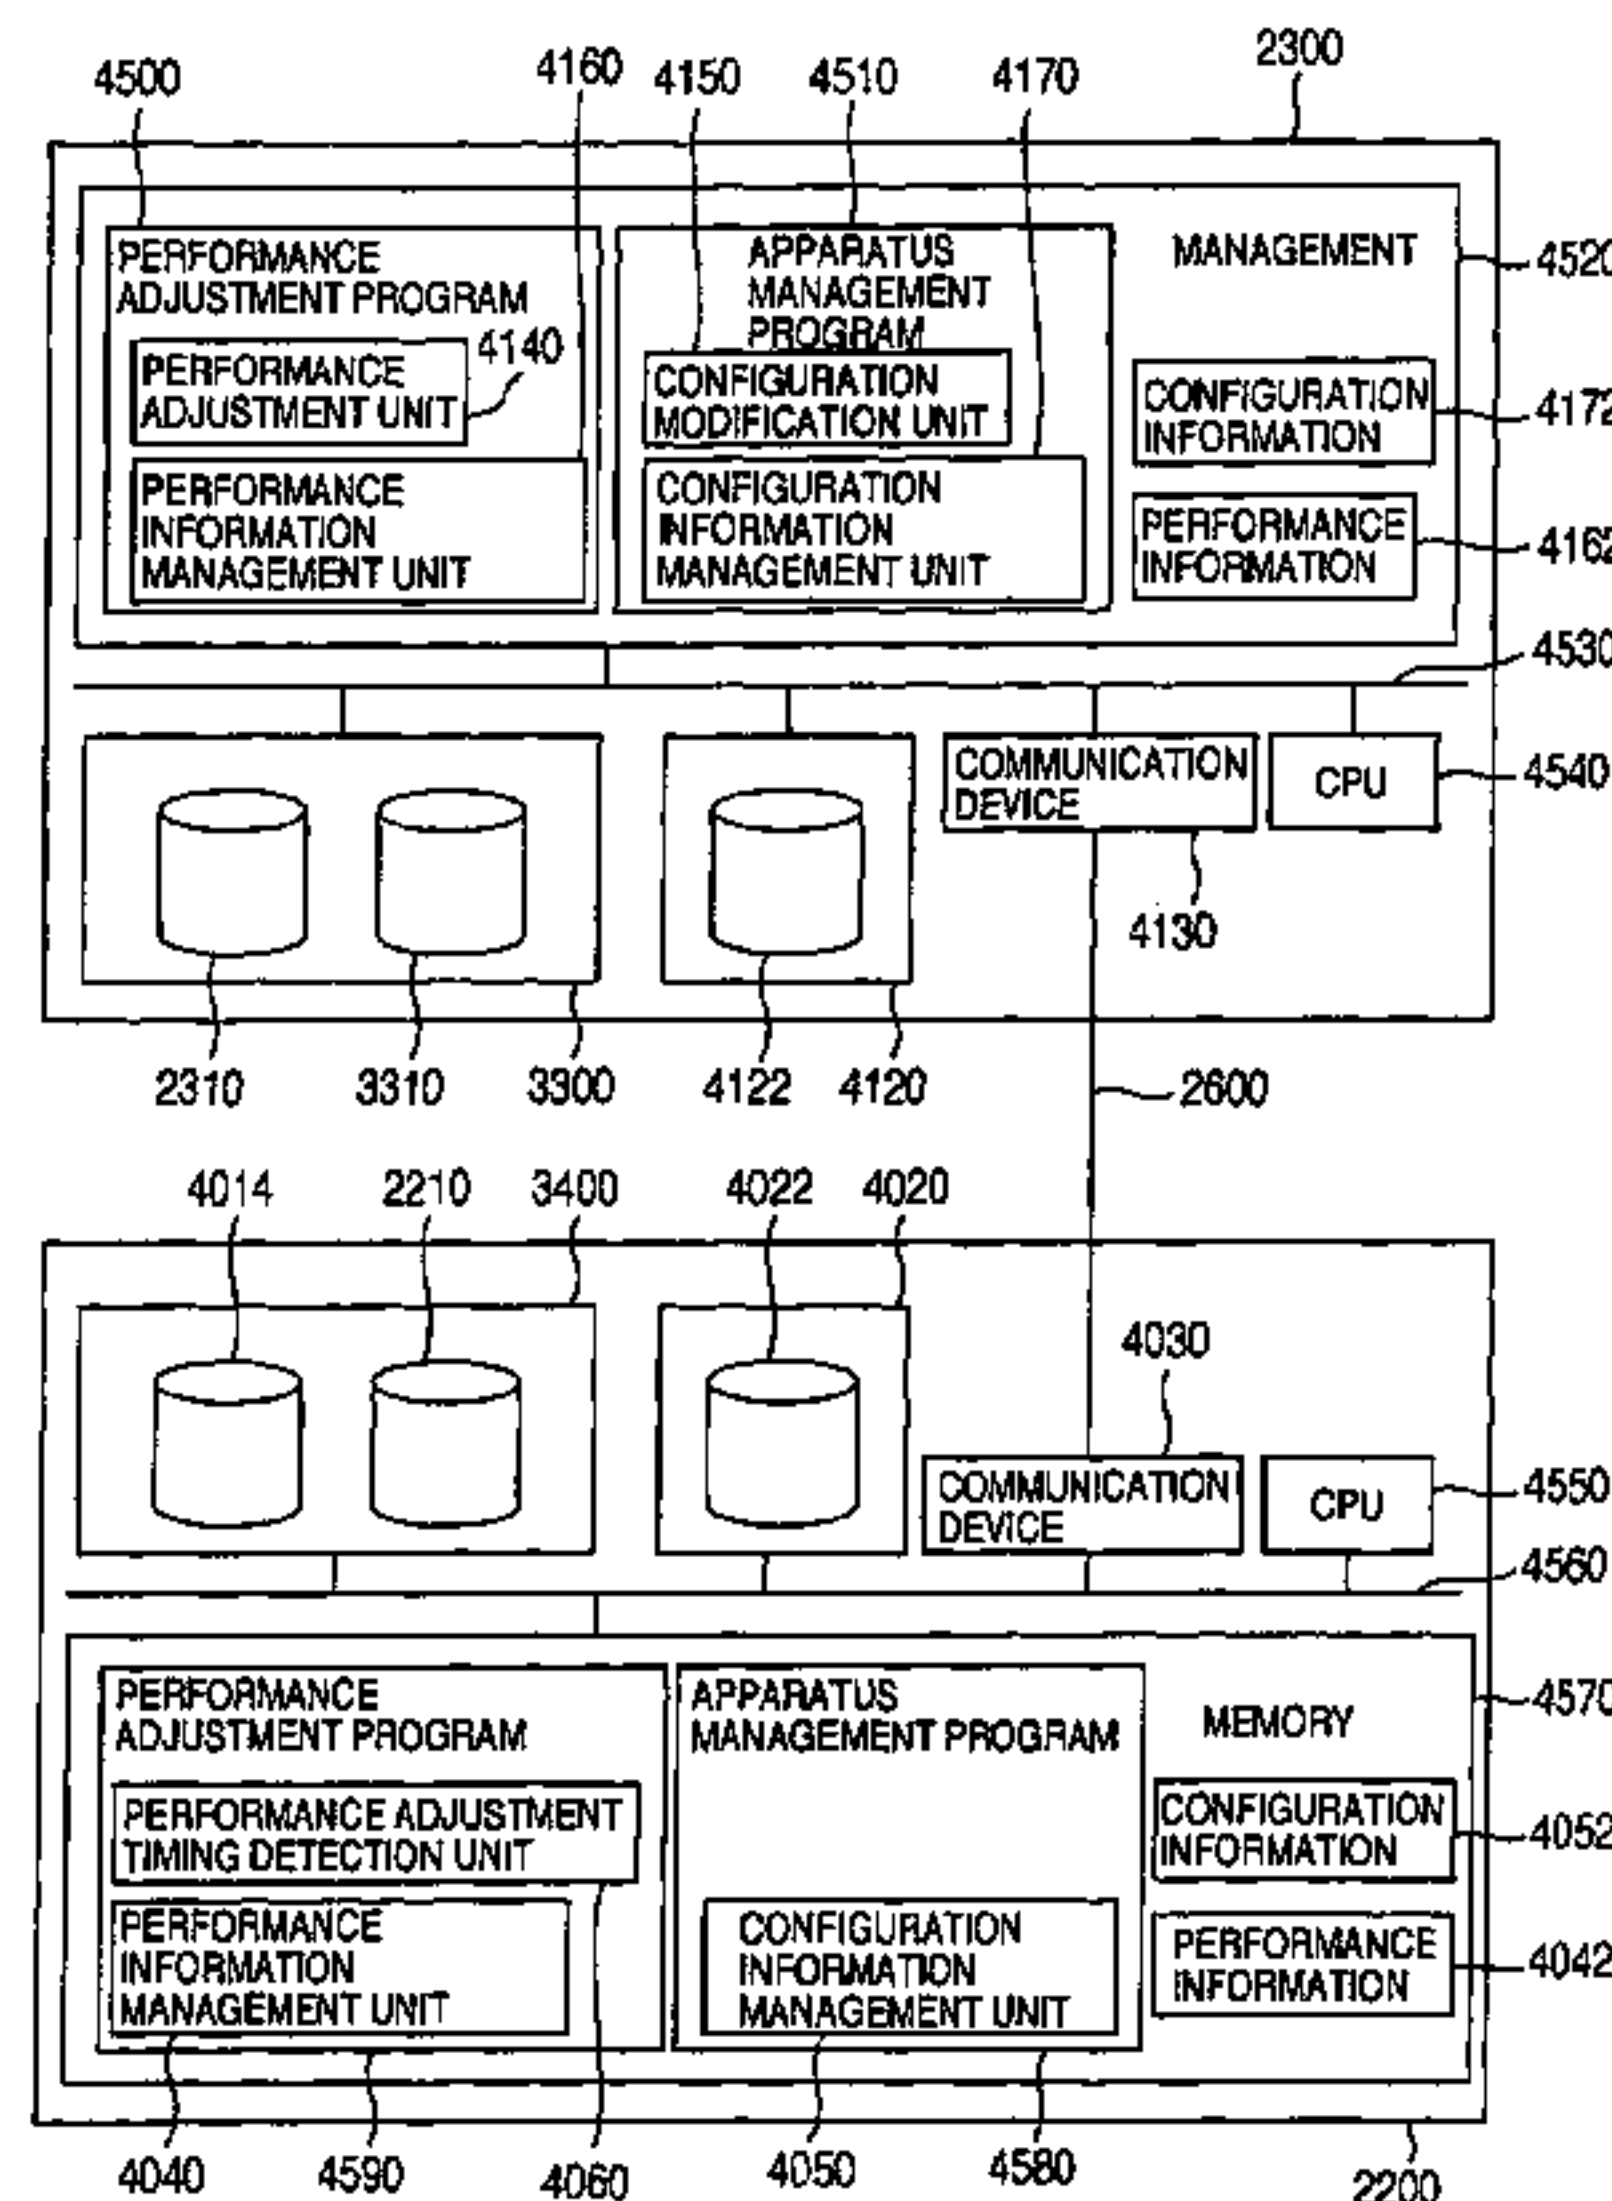 2300
4500
4160
4150
4510
4170
PERFORMANCE
ADJUSTMENT PROGRAM
APPARATUS
MANAGEMENT
PROGRAM
MANAGEMENT
4520
PERFORMANCE
ADJUSTMENT UNIT
4140
CONFIGURATION
MODIFICATION UNIT
CONFIGURATION
INFORMATION
4172
PERFORMANCE
INFORMATION
MANAGEMENT UNIT
CONFIGURATION
INFORMATION
MANAGEMENT UNIT
PERFORMANCE
INFORMATION
4162
4530
COMMUNICATION
DEVICE
CPU
4540
4130
2310
3310
3300
4122
4120
2600
4014
2210
3400
4022
4020
4030
COMMUNICATION
DEVICE
CPU
4550
4560
PERFORMANCE
ADJUSTMENT PROGRAM
APPARATUS
MANAGEMENT PROGRAM
MEMORY
4570
PERFORMANCE ADJUSTMENT
TIMING DETECTION UNIT
CONFIGURATION
INFORMATION
4052
PERFORMANCE
INFORMATION
MANAGEMENT UNIT
CONFIGURATION
INFORMATION
MANAGEMENT UNIT
PERFORMANCE
INFORMATION
4042
4040
4590
4060
4050
4580
2200